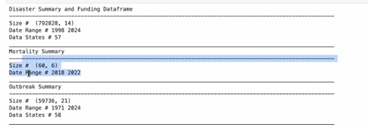 Disaster Summary and Funding Dataframe
Size # (792828, 14)
Date Range # 1998 2024
Data States # 57
Mortality Summary
Size # (60, 6)
Date Range # 2018 2022
Outbreak Summary
Size # (59736, 21)
Date Range # 1971 2024
Data States # 58